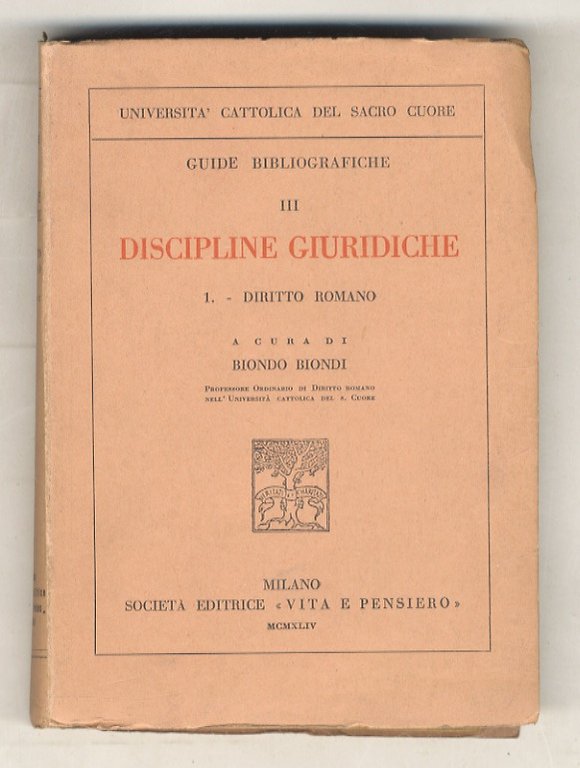 UNIVERSITA' CATTOLICA DEL SACRO CUORE
GUIDE BIBLIOGRAFICHE
III
DISCIPLINE GIURIDICHE
1. - DIRITTO ROMANO
A CURA DI
BIONDO BIONDI
PROFESSORE ORDINARIO DI DIRITTO ROMANO
NELL'UNIVERSITÀ CATTOLICA DEL S. CUORE
MILANO
SOCIETÀ EDITRICE «VITA E PENSIERO»
MCMXLIV